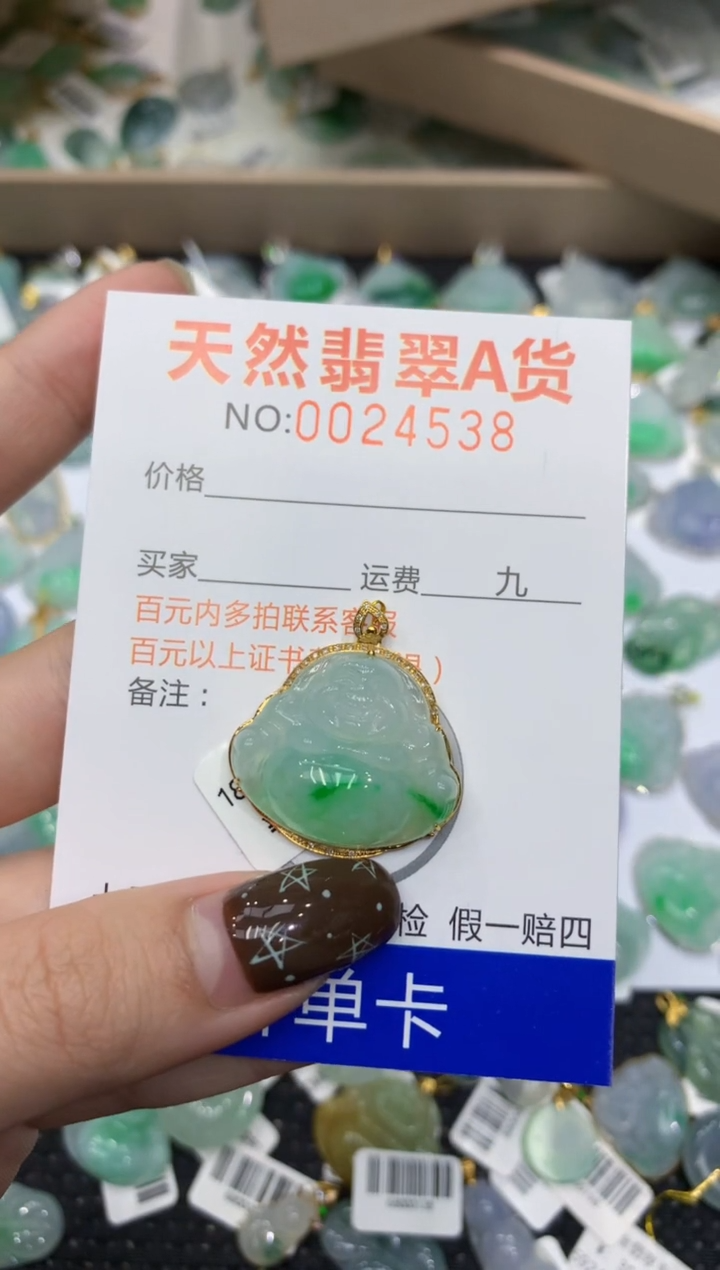 天然翡翠A货
NO:0024538
价格
买家 运费 九
百元内多拍联系客服
百元以上证书
备注：
18
检 假一赔四
单卡